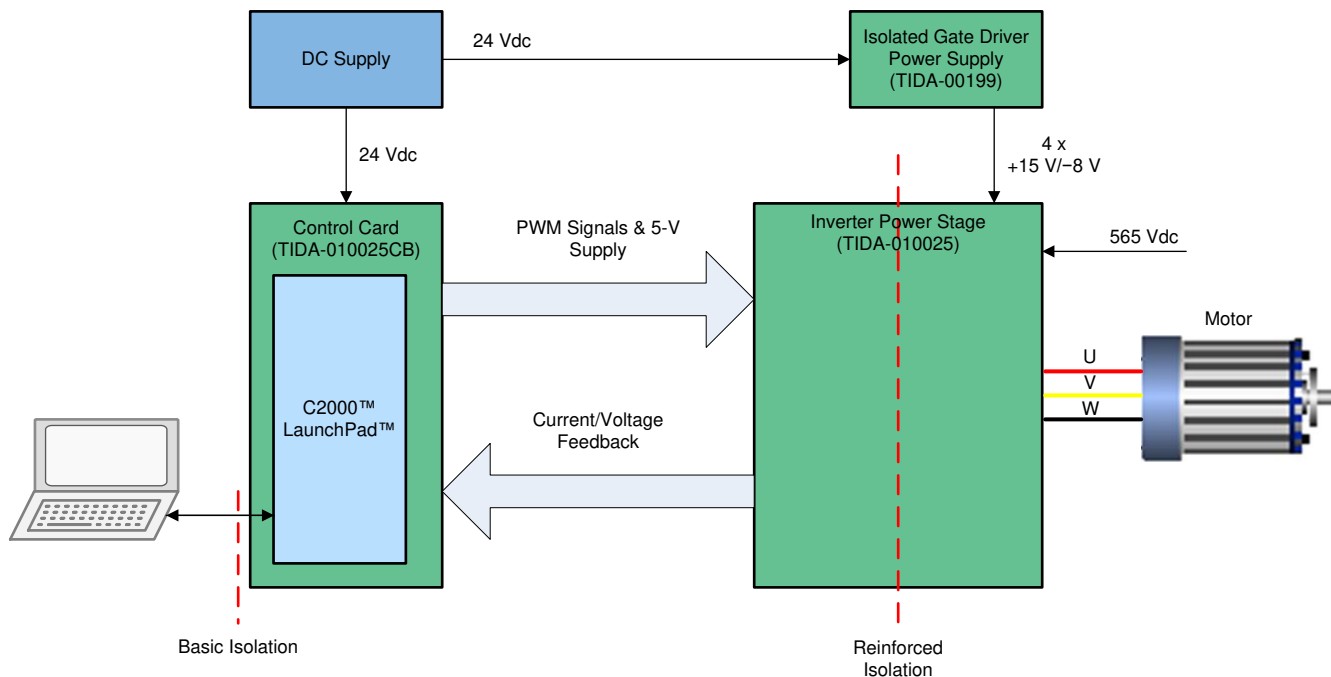 DC Supply
24 Vdc
Isolated Gate Driver
Power Supply
(TIDA-00199)
24 Vdc
4 x
+15 V/−8 V
Control Card
(TIDA-010025CB)
PWM Signals & 5-V
Supply
Inverter Power Stage
(TIDA-010025)
565 Vdc
Motor
U
V
W
C2000™
LaunchPad™
Current/Voltage
Feedback
Basic Isolation
Reinforced
Isolation